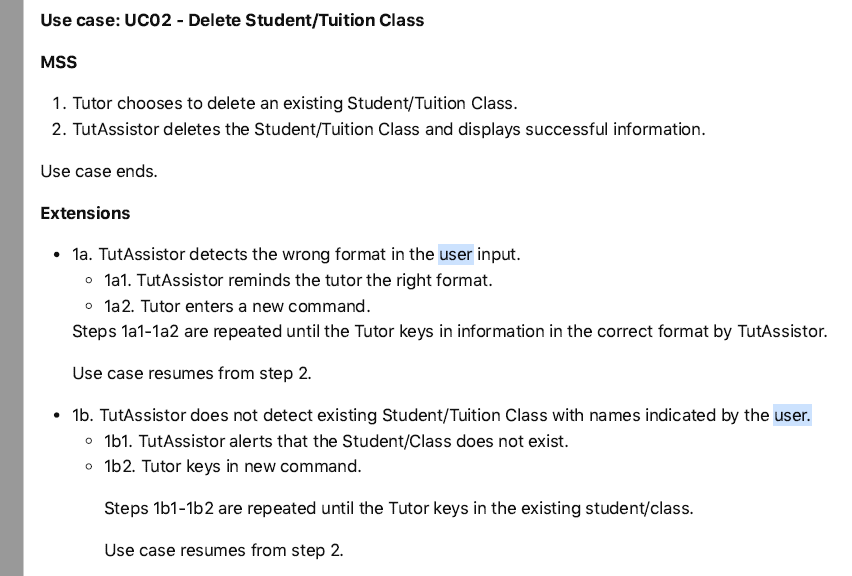 Use case: UC02 - Delete Student/Tuition Class
MSS
1. Tutor chooses to delete an existing Student/Tuition Class.
2. TutAssistor deletes the Student/Tuition Class and displays successful information.
Use case ends.
Extensions
• 1a. TutAssistor detects the wrong format in the user input.
◦ 1a1. TutAssistor reminds the tutor the right format.
◦ 1a2. Tutor enters a new command.
Steps 1a1-1a2 are repeated until the Tutor keys in information in the correct format by TutAssistor.
Use case resumes from step 2.
• 1b. TutAssistor does not detect existing Student/Tuition Class with names indicated by the user.
◦ 1b1. TutAssistor alerts that the Student/Class does not exist.
◦ 1b2. Tutor keys in new command.
Steps 1b1-1b2 are repeated until the Tutor keys in the existing student/class.
Use case resumes from step 2.